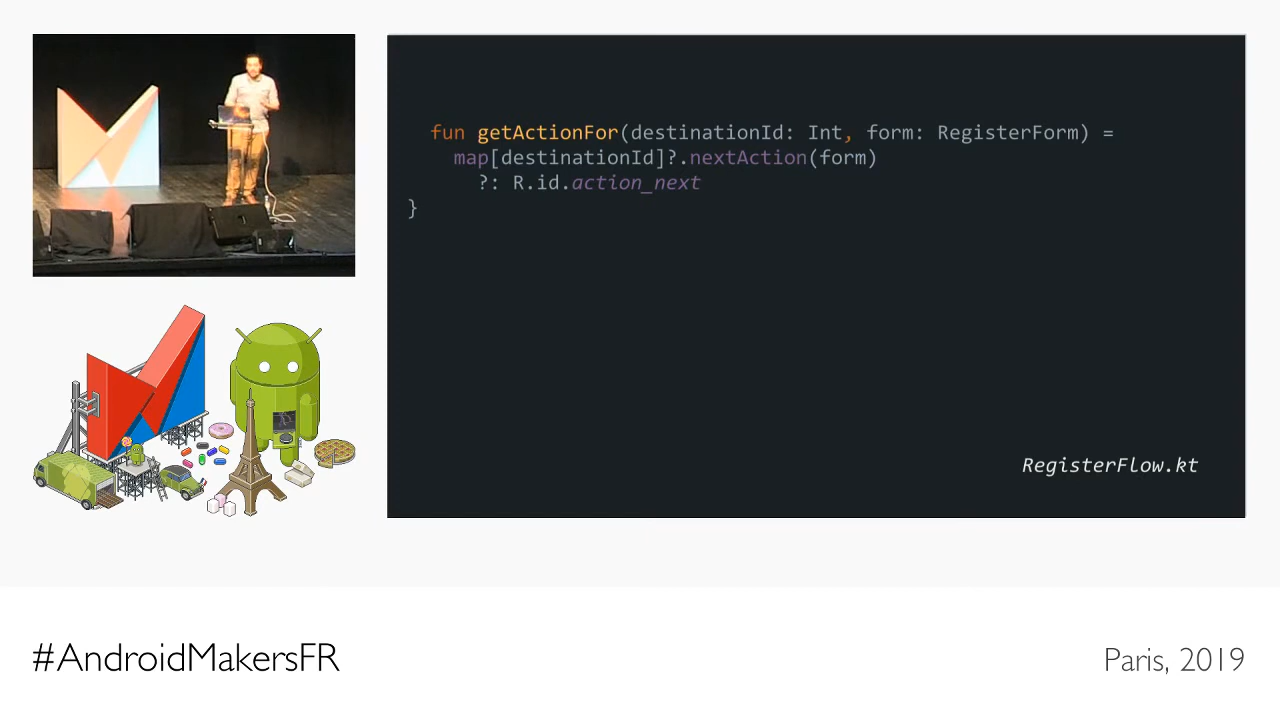 fun getActionFor(destinationId: Int, form: RegisterForm) =
map[destinationId]?.nextAction(form)
?: R.id.action_next
}
RegisterFlow.kt
#AndroidMakersFR
Paris, 2019